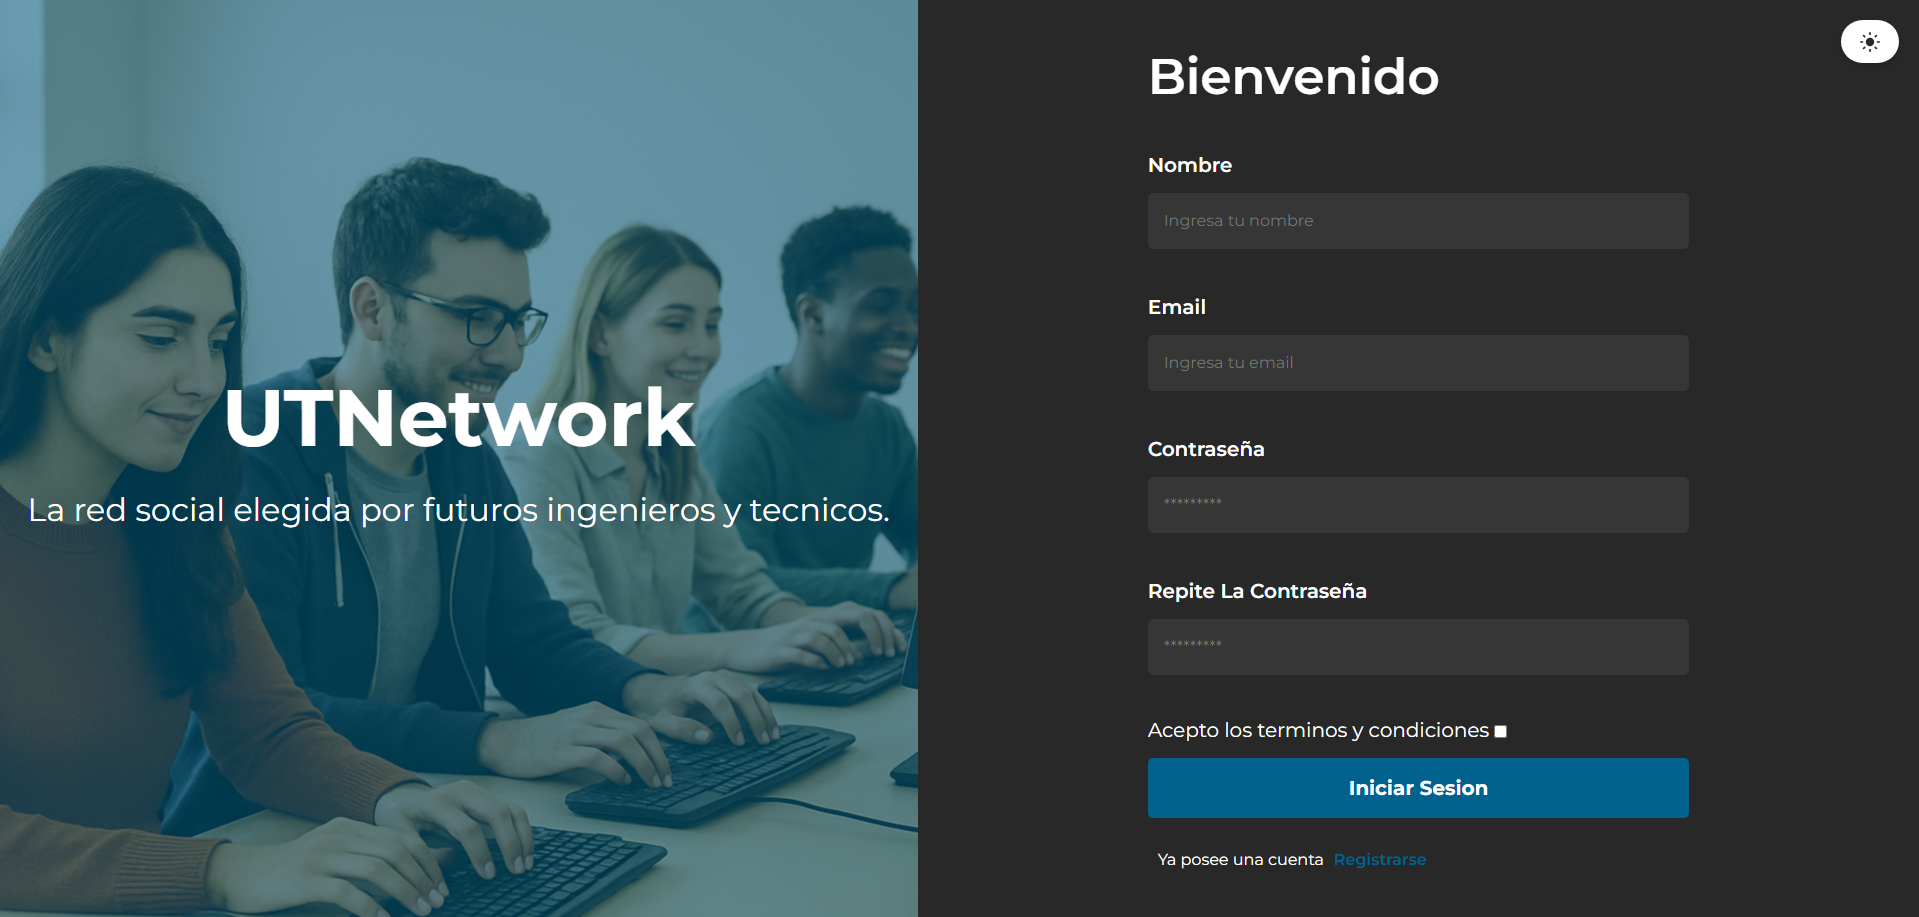 UTNetwork
La red social elegida por futuros ingenieros y tecnicos.
Bienvenido
Nombre
Ingresa tu nombre
Email
Ingresa tu email
Contraseña
*********
Repite La Contraseña
*********
Acepto los terminos y condiciones
Iniciar Sesion
Ya posee una cuenta Registrarse